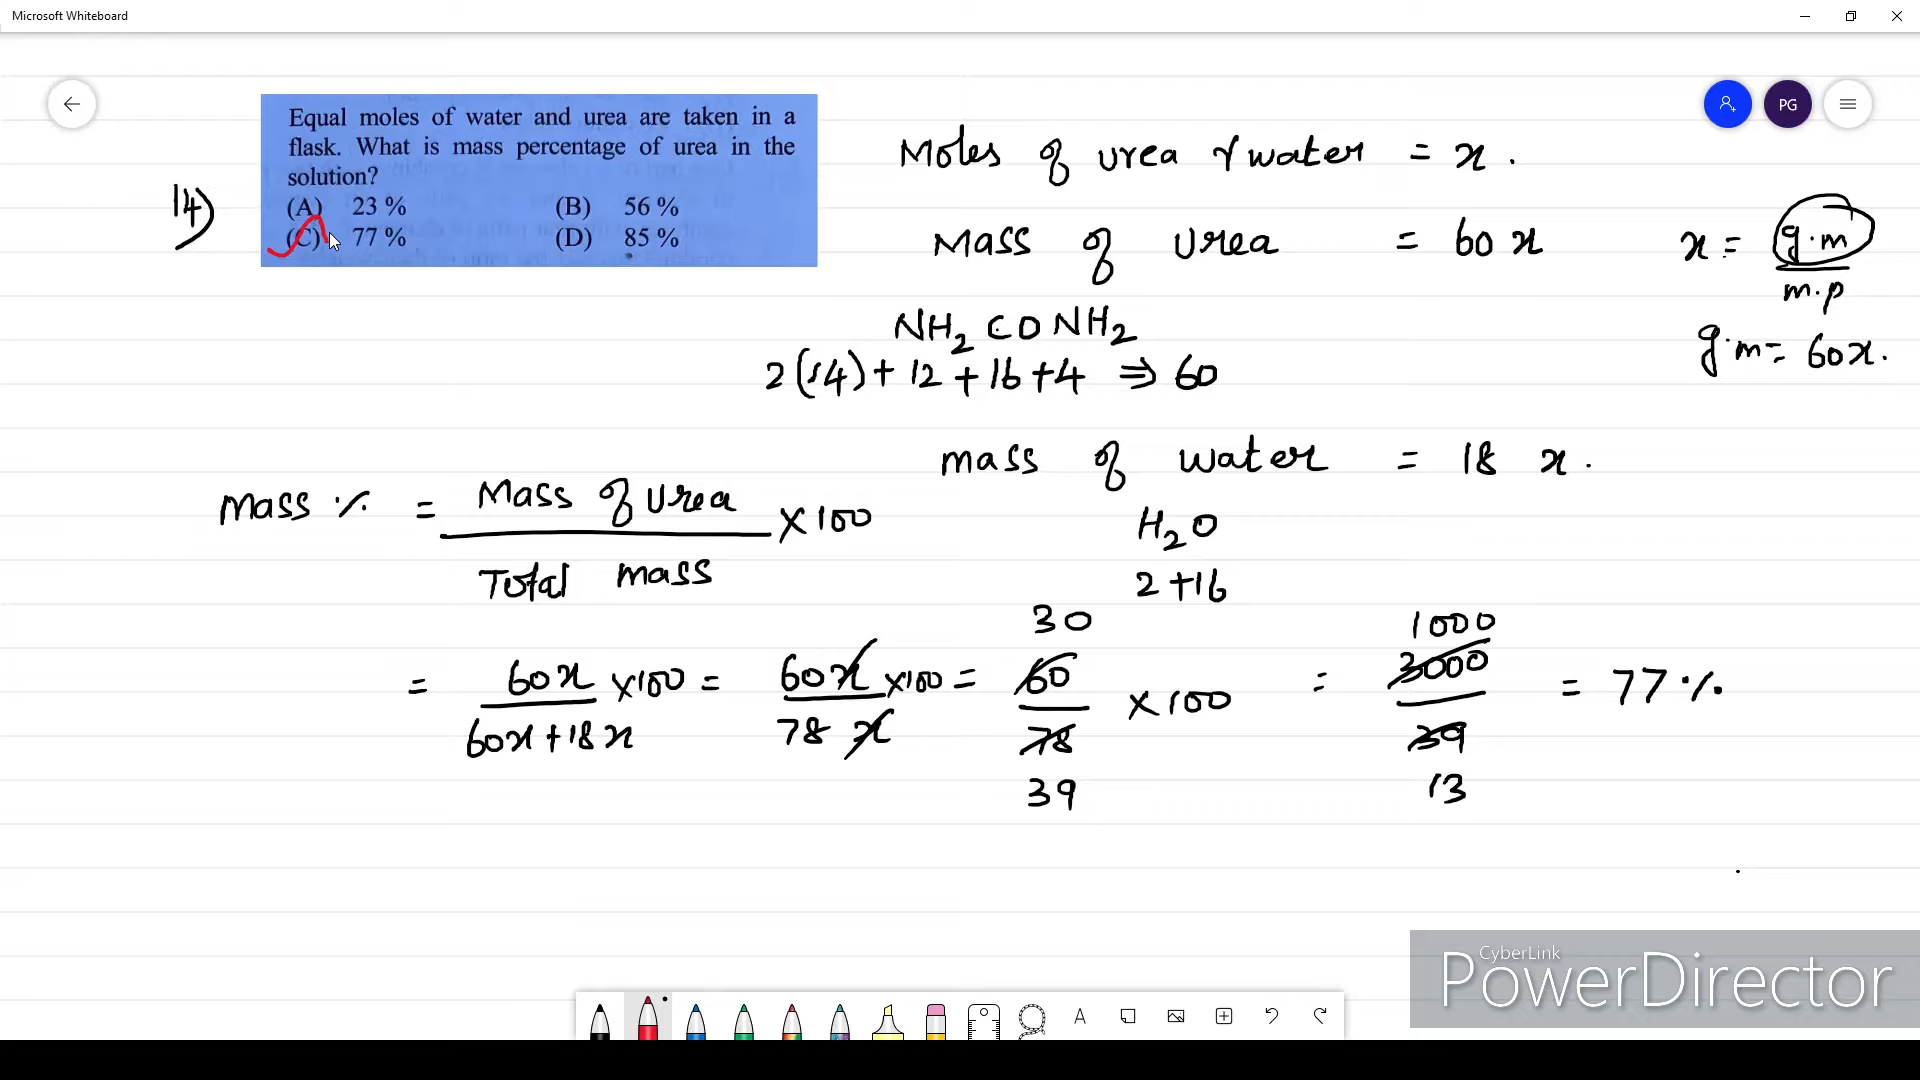 Microsoft Whiteboard
PG
Equal moles of water and urea are taken in a
flask. What is mass percentage of urea in the
solution?
(A) 23 % (B) 56 %
(C) 77 % (D) 85 %
14)
Moles of urea & water = x .
Mass of urea = 60 x
x = g.m
m.p
g.m = 60x.
NH2 CO NH2
2(14) + 12 + 16 + 4 ⇒ 60
mass of water = 18 x .
H2O
2 + 16
Mass % = Mass of urea × 100
Total mass
30
1000
= 60x ×100 = 60x ×100 = 60 × 100 = 3000 = 77 %
60x + 18x 78 x 78 39
39 13
CyberLink
PowerDirector
A